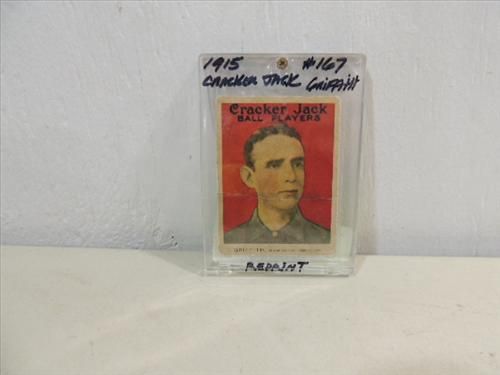 1915 #167
CRACKER JACK GRIFFITH
Cracker Jack
BALL PLAYERS
REPRINT